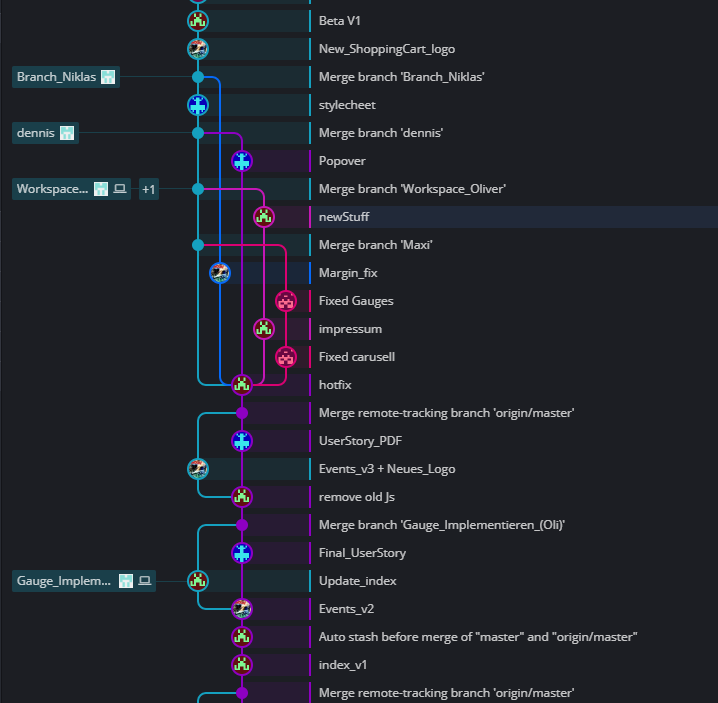 Beta V1
New_ShoppingCart_logo
Branch_Niklas Merge branch 'Branch_Niklas'
stylecheet
dennis Merge branch 'dennis'
Popover
Workspace... +1 Merge branch 'Workspace_Oliver'
newStuff
Merge branch 'Maxi'
Margin_fix
Fixed Gauges
impressum
Fixed carusell
hotfix
Merge remote-tracking branch 'origin/master'
UserStory_PDF
Events_v3 + Neues_Logo
remove old Js
Merge branch 'Gauge_Implementieren_(Oli)'
Final_UserStory
Gauge_Implem... Update_index
Events_v2
Auto stash before merge of "master" and "origin/master"
index_v1
Merge remote-tracking branch 'origin/master'